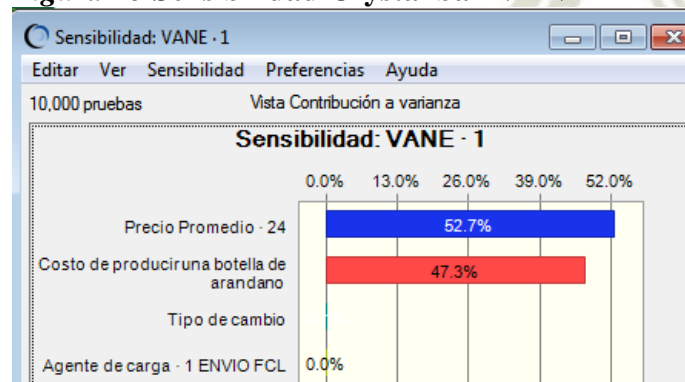 Sensibilidad: VANE · 1
Editar Ver Sensibilidad Preferencias Ayuda
10,000 pruebas Vista Contribución a varianza
Sensibilidad: VANE · 1
0.0% 13.0% 26.0% 39.0% 52.0%
Precio Promedio · 24 52.7%
Costo de produciruna botella de
arandano 47.3%
Tipo de cambio
Agente de carga · 1 ENVIO FCL 0.0%